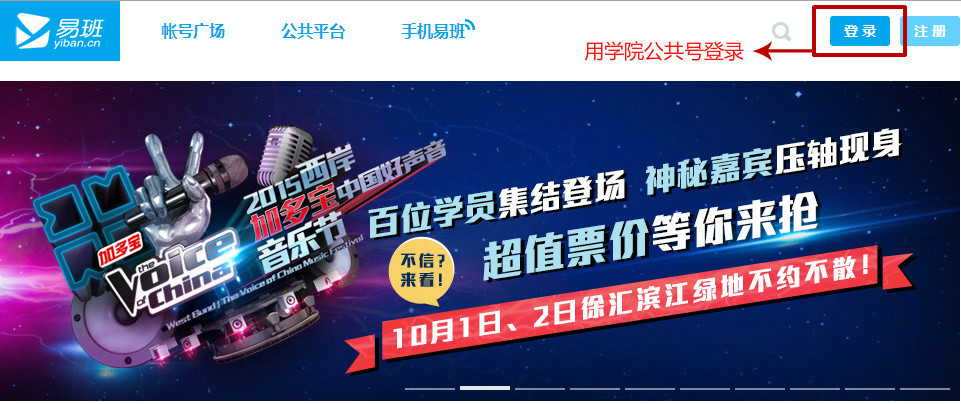 易班
yiban.cn
帐号广场
公共平台
手机易班
登录
注册
用学院公共号登录
2015西岸
加多宝中国好声音
音乐节
加多宝
the
Voice
of China
West Bund | The Voice of China Music Festival
百位学员集结登场 神秘嘉宾压轴现身
超值票价等你来抢
不信?
来看!
10月1日、2日徐汇滨江绿地不约不散!